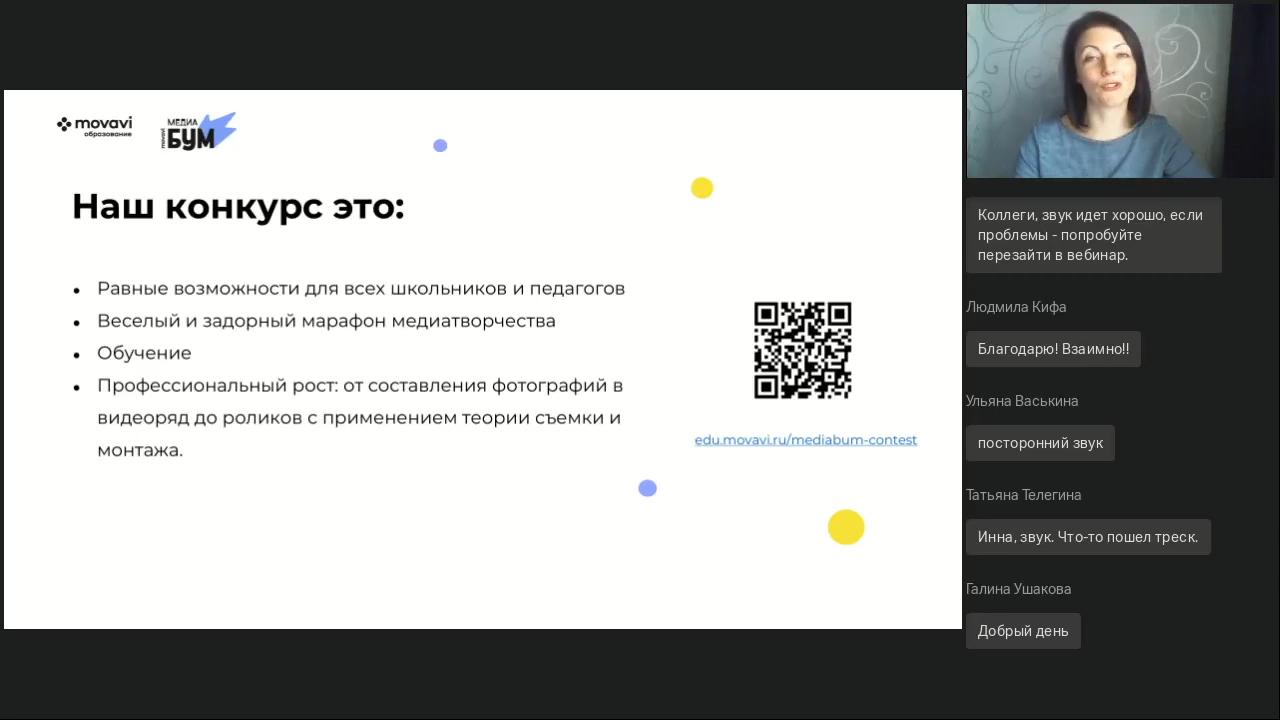 movavi
образование
movavi
МЕДИА
БУМ
Наш конкурс это:
• Равные возможности для всех школьников и педагогов
• Веселый и задорный марафон медиатворчества
• Обучение
• Профессиональный рост: от составления фотографий в
видеоряд до роликов с применением теории съемки и
монтажа.
edu.movavi.ru/mediabum-contest
Коллеги, звук идет хорошо, если
проблемы - попробуйте
перезайти в вебинар.
Людмила Кифа
Благодарю! Взаимно!!
Ульяна Васькина
посторонний звук
Татьяна Телегина
Инна, звук. Что-то пошел треск.
Галина Ушакова
Добрый день